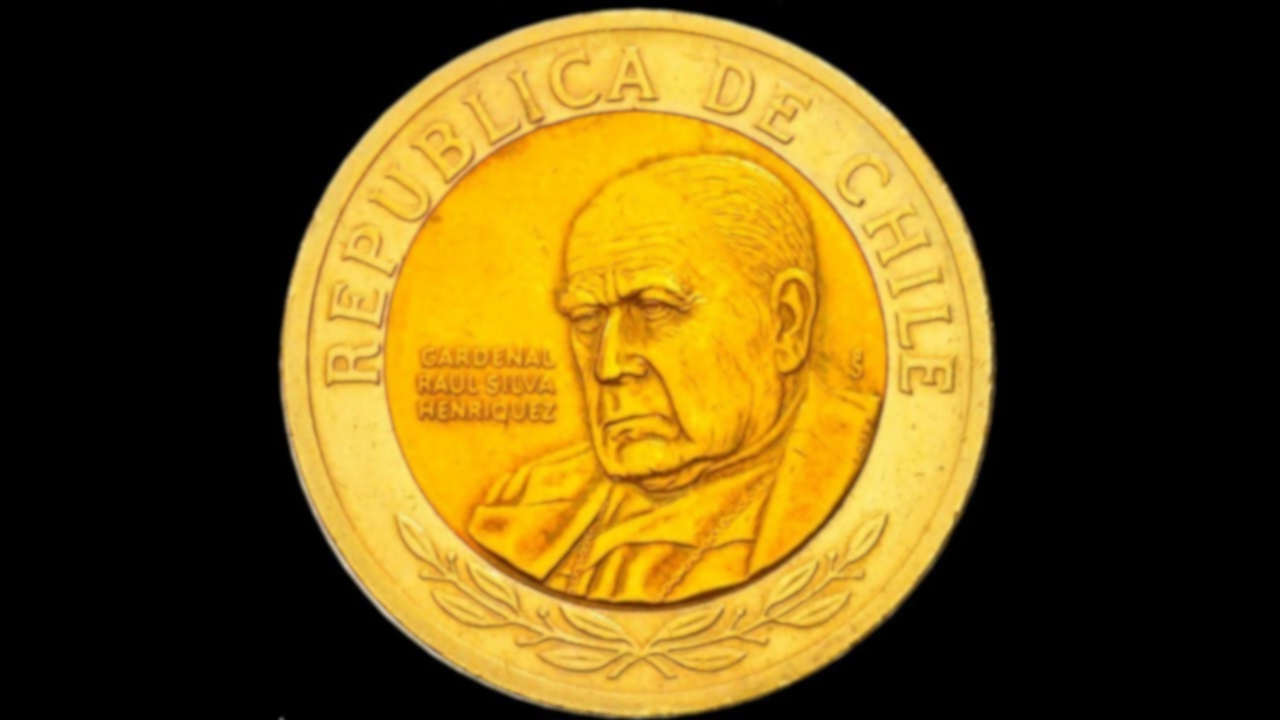 REPUBLICA DE CHILE
CARDENAL
RAUL SILVA
HENRIQUEZ